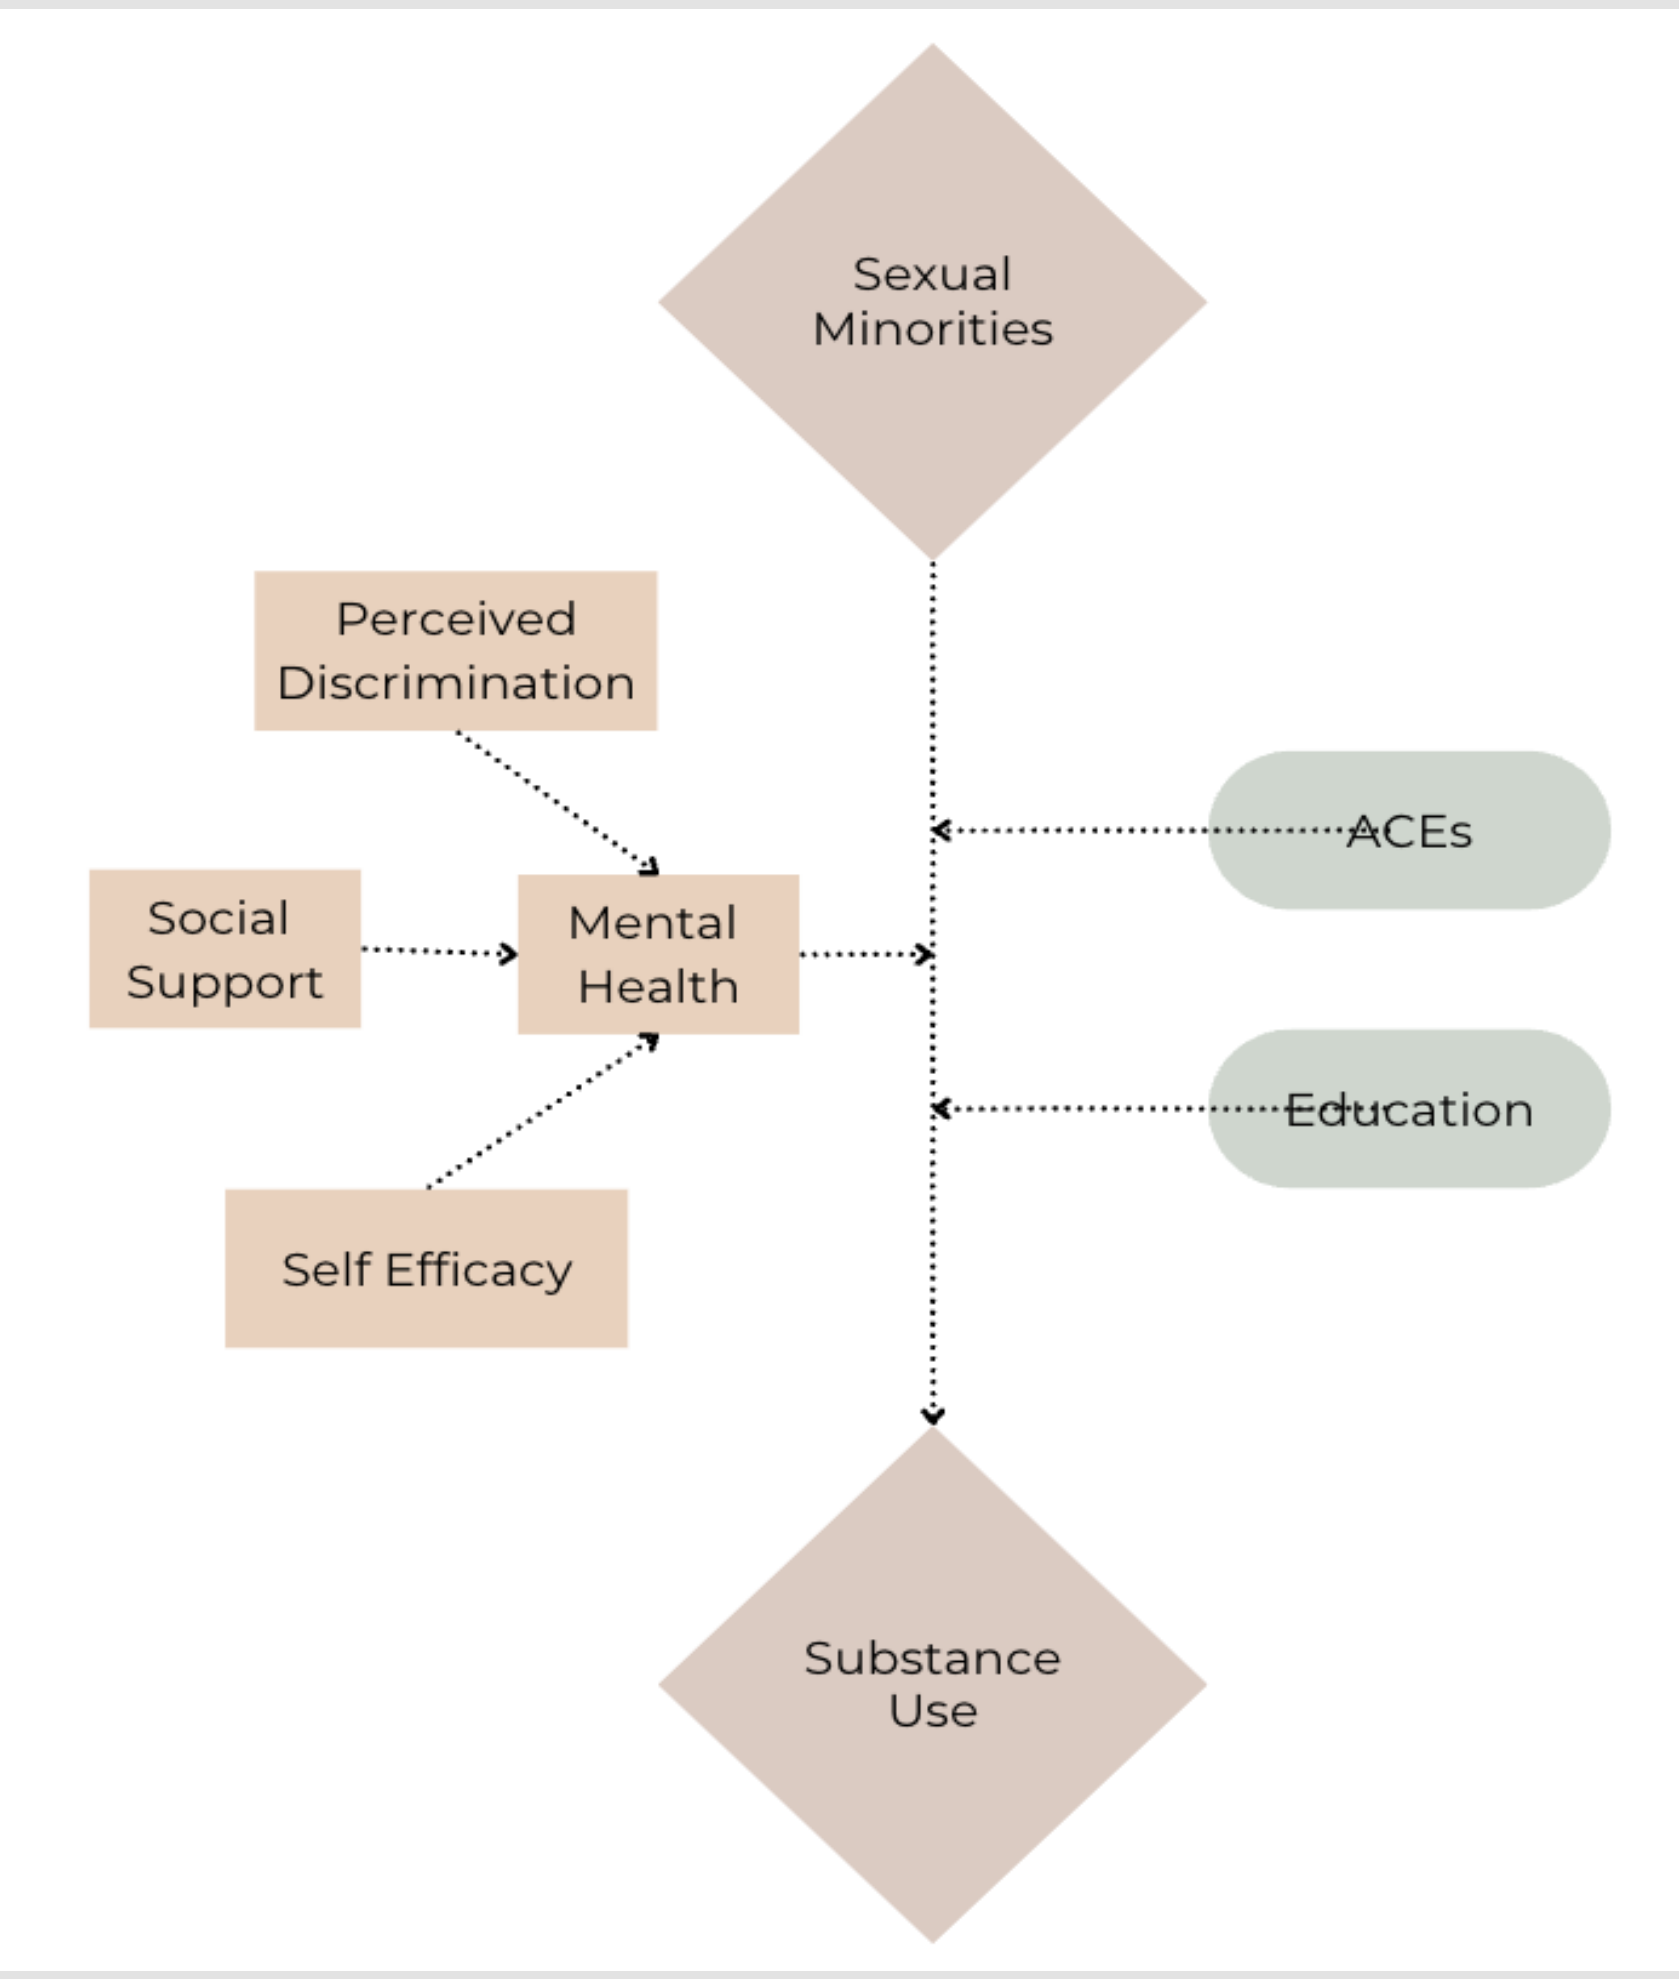 Sexual
Minorities
Perceived
Discrimination
ACEs
Social
Support
Mental
Health
Education
Self Efficacy
Substance
Use